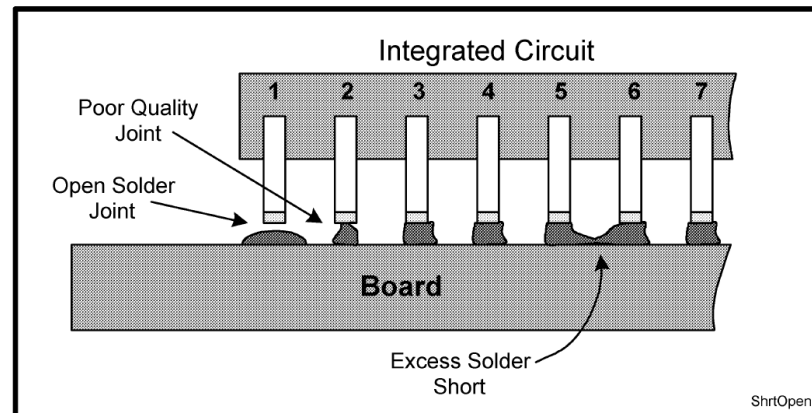 Integrated Circuit
1 2 3 4 5 6 7
Poor Quality
Joint
Open Solder
Joint
Board
Excess Solder
Short
ShrtOpen